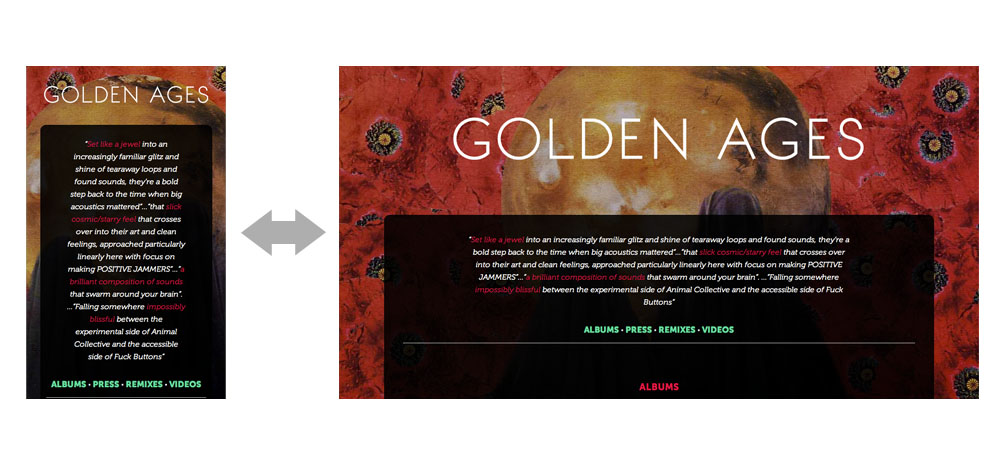 GOLDEN AGES
"Set like a jewel into an
increasingly familiar glitz and
shine of tearaway loops and
found sounds, they're a bold
step back to the time when big
acoustics mattered"..."that slick
cosmic/starry feel that crosses
over into their art and clean
feelings, approached particularly
linearly here with focus on
making POSITIVE JAMMERS"..."a
brilliant composition of sounds
that swarm around your brain".
..."Falling somewhere impossibly
blissful between the
experimental side of Animal
Collective and the accessible
side of Fuck Buttons"
ALBUMS • PRESS • REMIXES • VIDEOS
GOLDEN AGES
"Set like a jewel into an increasingly familiar glitz and shine of tearaway loops and found sounds, they're a
bold step back to the time when big acoustics mattered"..."that slick cosmic/starry feel that crosses over
into their art and clean feelings, approached particularly linearly here with focus on making POSITIVE
JAMMERS"..."a brilliant composition of sounds that swarm around your brain". ..."Falling somewhere
impossibly blissful between the experimental side of Animal Collective and the accessible side of Fuck
Buttons"
ALBUMS • PRESS • REMIXES • VIDEOS
ALBUMS